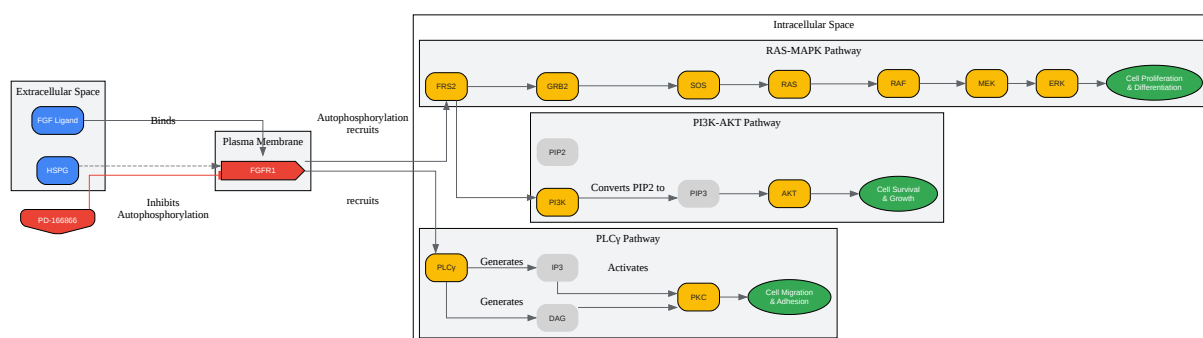 Intracellular Space
RAS-MAPK Pathway
FRS2
GRB2
SOS
RAS
RAF
MEK
ERK
Cell Proliferation
& Differentiation
Extracellular Space
FGF Ligand
Binds
HSPG
PD-166866
Inhibits
Autophosphorylation
Plasma Membrane
FGFR1
Autophosphorylation
recruits
recruits
PI3K-AKT Pathway
PIP2
PI3K
Converts PIP2 to
PIP3
AKT
Cell Survival
& Growth
PLCγ Pathway
PLCγ
Generates
IP3
Activates
Generates
DAG
PKC
Cell Migration
& Adhesion